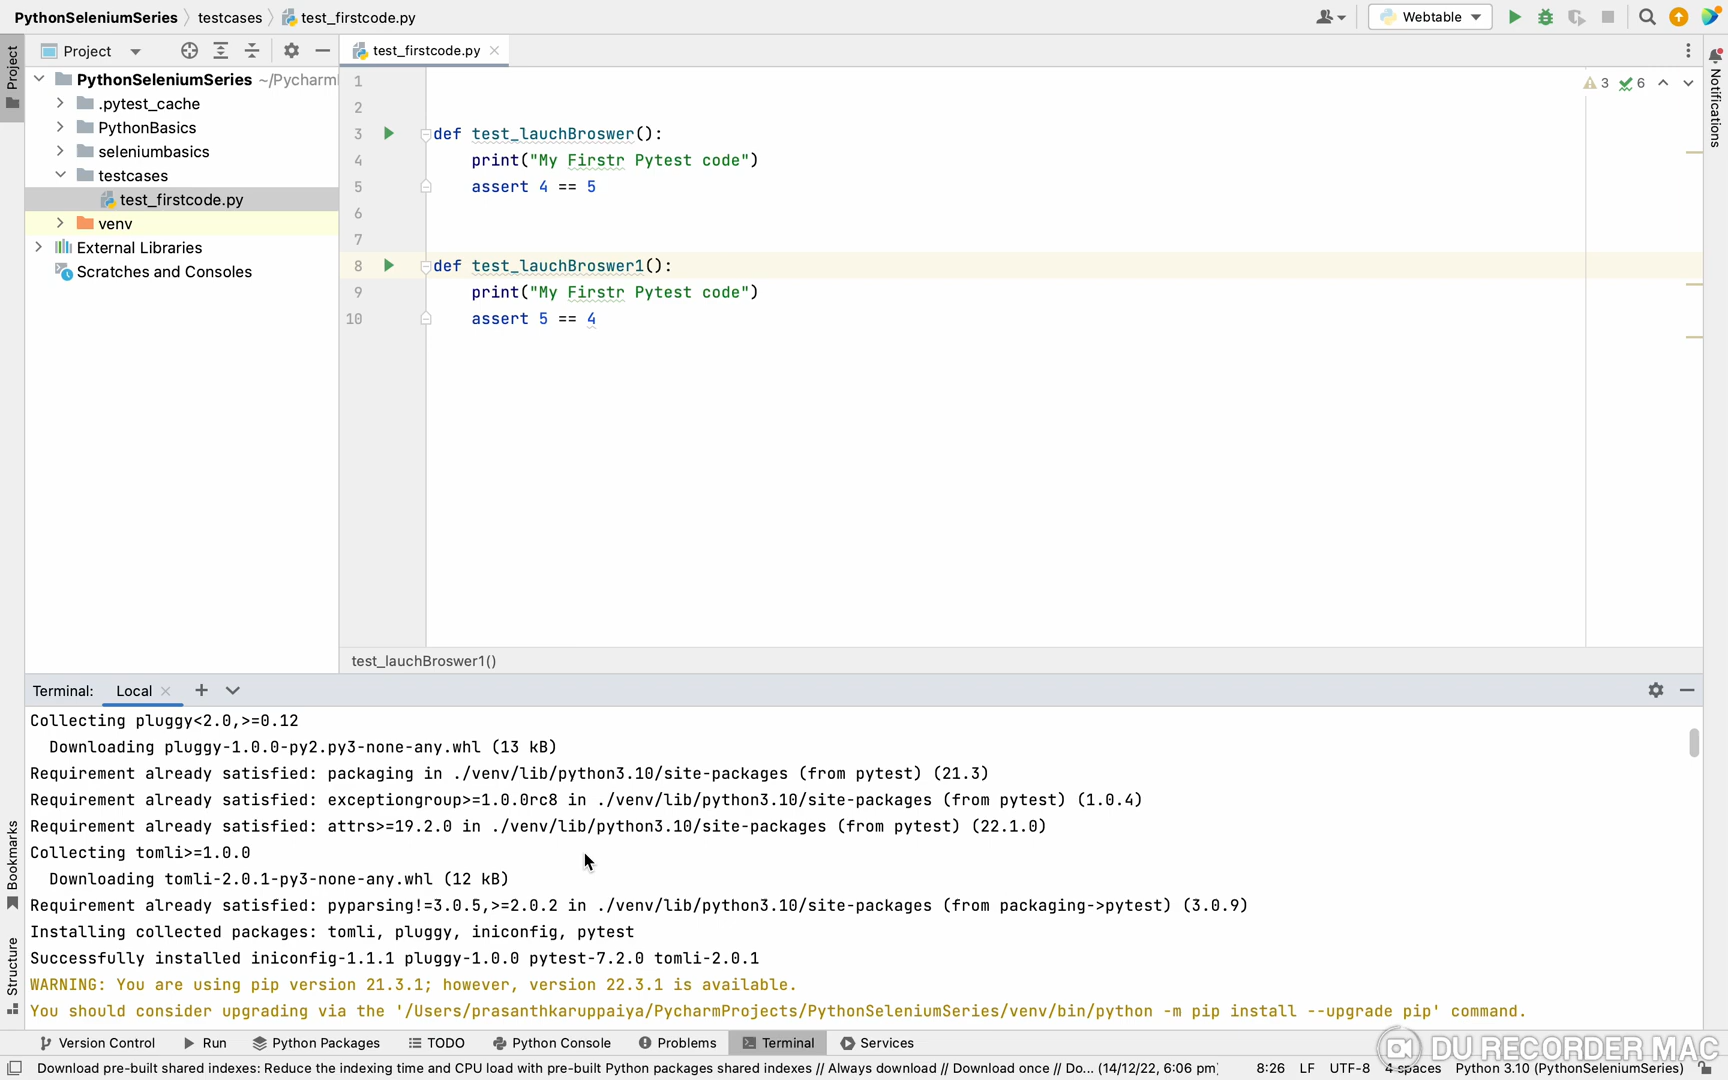 PythonSeleniumSeries testcases test_firstcode.py
Webtable
Project
test_firstcode.py
Project
PythonSeleniumSeries ~/Pycharm
.pytest_cache
PythonBasics
seleniumbasics
testcases
test_firstcode.py
venv
External Libraries
Scratches and Consoles
1
2
3 def test_lauchBroswer():
4 print("My Firstr Pytest code")
5 assert 4 == 5
6
7
8 def test_lauchBroswer1():
9 print("My Firstr Pytest code")
10 assert 5 == 4
3 6
Notifications
test_lauchBroswer1()
Terminal: Local
Collecting pluggy<2.0,>=0.12
Downloading pluggy-1.0.0-py2.py3-none-any.whl (13 kB)
Requirement already satisfied: packaging in ./venv/lib/python3.10/site-packages (from pytest) (21.3)
Requirement already satisfied: exceptiongroup>=1.0.0rc8 in ./venv/lib/python3.10/site-packages (from pytest) (1.0.4)
Requirement already satisfied: attrs>=19.2.0 in ./venv/lib/python3.10/site-packages (from pytest) (22.1.0)
Collecting tomli>=1.0.0
Downloading tomli-2.0.1-py3-none-any.whl (12 kB)
Requirement already satisfied: pyparsing!=3.0.5,>=2.0.2 in ./venv/lib/python3.10/site-packages (from packaging->pytest) (3.0.9)
Installing collected packages: tomli, pluggy, iniconfig, pytest
Successfully installed iniconfig-1.1.1 pluggy-1.0.0 pytest-7.2.0 tomli-2.0.1
WARNING: You are using pip version 21.3.1; however, version 22.3.1 is available.
You should consider upgrading via the '/Users/prasanthkaruppaiya/PycharmProjects/PythonSeleniumSeries/venv/bin/python -m pip install --upgrade pip' command.
Bookmarks
Structure
Version Control Run Python Packages TODO Python Console Problems Terminal Services
DU RECORDER MAC
Download pre-built shared indexes: Reduce the indexing time and CPU load with pre-built Python packages shared indexes // Always download // Download once // Do... (14/12/22, 6:06 pm) 8:26 LF UTF-8 4 spaces Python 3.10 (PythonSeleniumSeries)